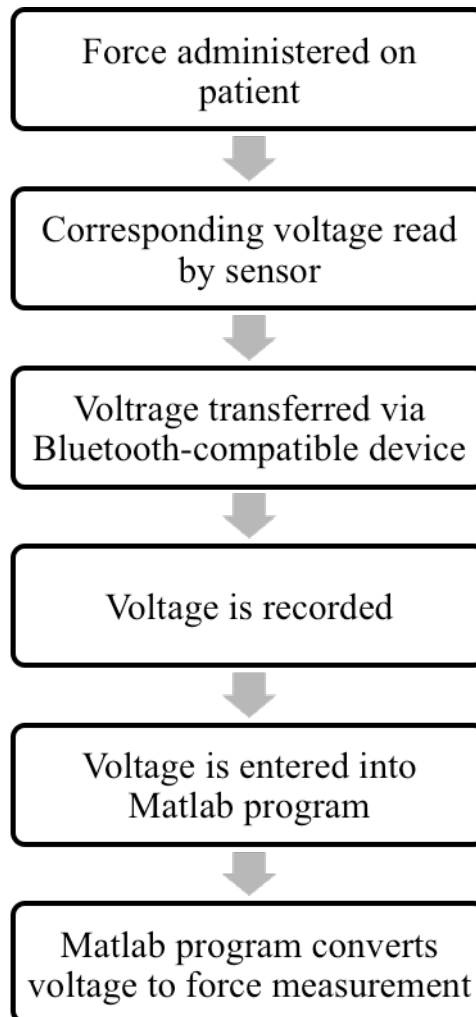 Force administered on
patient
Corresponding voltage read
by sensor
Voltrage transferred via
Bluetooth-compatible device
Voltage is recorded
Voltage is entered into
Matlab program
Matlab program converts
voltage to force measurement